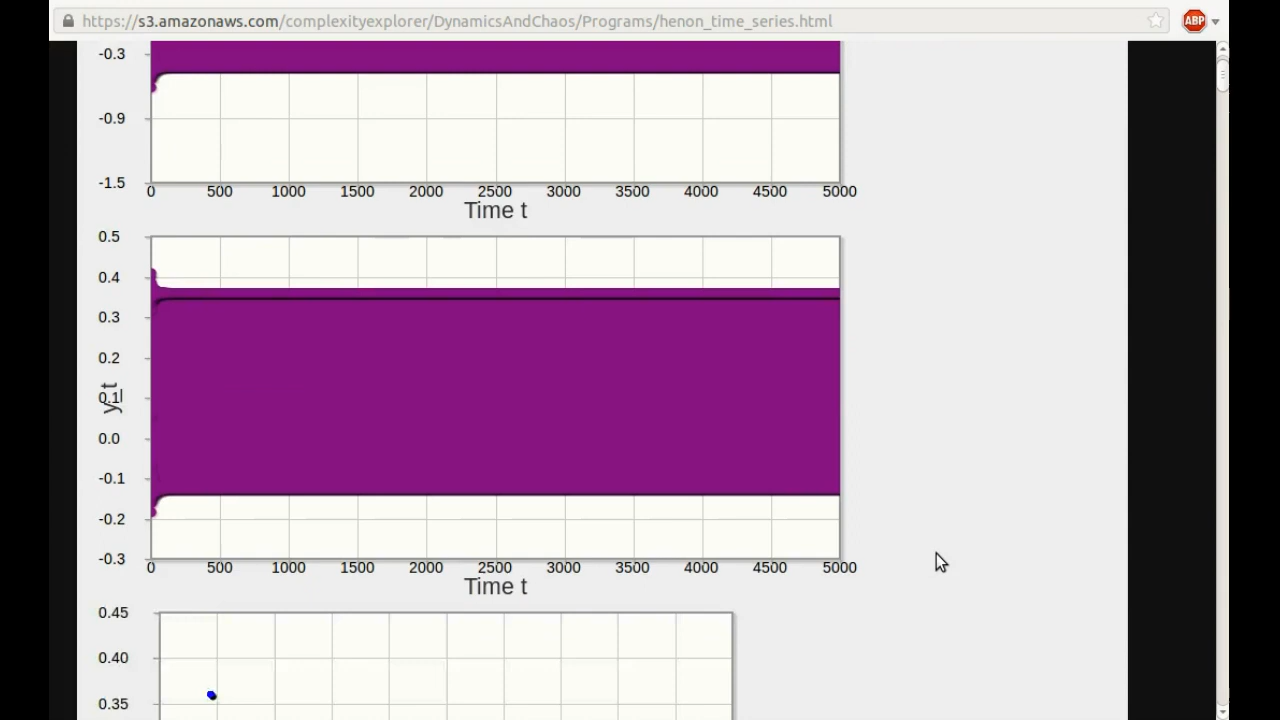 https://s3.amazonaws.com/complexityexplorer/DynamicsAndChaos/Programs/henon_time_series.html
ABP
-0.3
-0.9
-1.5
0 500 1000 1500 2000 2500 3000 3500 4000 4500 5000
Time t
0.5
0.4
0.3
0.2
0.1
y_t
0.0
-0.1
-0.2
-0.3
0 500 1000 1500 2000 2500 3000 3500 4000 4500 5000
Time t
0.45
0.40
0.35